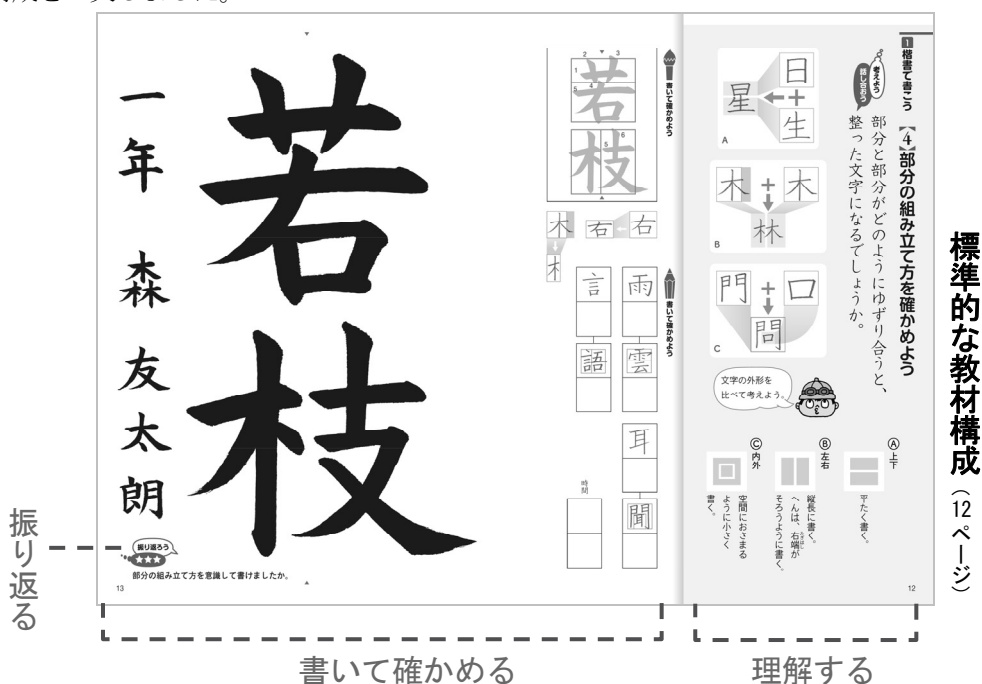 標準的な教材構成(12ページ)
1 楷書で書こう 【4】部分の組み立て方を確かめよう
考えよう
話し合おう
部分と部分がどのようにゆずり合うと、
整った文字になるでしょうか。
日
+
生
星
A
木
+
木
林
B
門
+
口
問
C
文字の外形を
比べて考えよう。
Ⓐ上下
平たく書く。
Ⓑ左右
縦長に書く。
へんは、右端が
そろうように書く。
Ⓒ内外
空間におさまる
ように小さく
書く。
12
書いて確かめよう
2 3
1 4
5
若
6
5
枝
右
右
木
木
書いて確かめよう
雨
雲
耳
聞
言
語
時間
若枝
一年 森 友太朗
振り返ろう
★★★
部分の組み立て方を意識して書けましたか。
13
振り返る
書いて確かめる
理解する